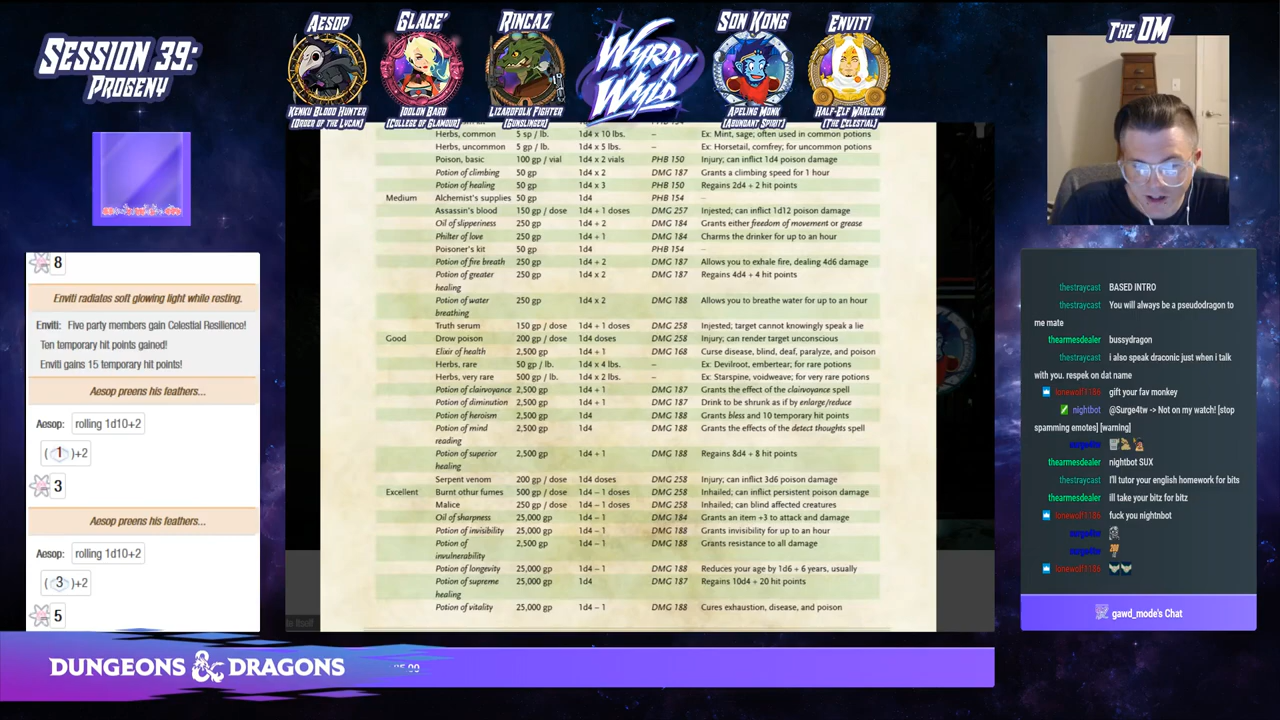 SESSION 39:
PROGENY
AESOP
KENKU BLOOD HUNTER
(ORDER OF THE LYCAN)
GLACE'
IDOLON BARD
(COLLEGE OF GLAMOUR)
RINCAZ
LIZARDFOLK FIGHTER
(GUNSLINGER)
WYRD N' WYLD
SON KONG
APELING MONK
(ABUNDANT SPIRIT)
ENVITI
HALF-ELF WARLOCK
(THE CELESTIAL)
THE DM
8
Enviti radiates soft glowing light while resting.
Enviti: Five party members gain Celestial Resilience!
Ten temporary hit points gained!
Enviti gains 15 temporary hit points!
Aesop preens his feathers...
Aesop: rolling 1d10+2
(1)+2
3
Aesop preens his feathers...
Aesop: rolling 1d10+2
(3)+2
5
Herbs, common 5 sp / lb. 1d4 x 10 lbs. – Ex: Mint, sage; often used in common potions
Herbs, uncommon 5 gp / lb. 1d4 x 5 lbs. – Ex: Horsetail, comfrey; for uncommon potions
Poison, basic 100 gp / vial 1d4 x 2 vials PHB 150 Injury; can inflict 1d4 poison damage
Potion of climbing 50 gp 1d4 x 2 DMG 187 Grants a climbing speed for 1 hour
Potion of healing 50 gp 1d4 x 3 PHB 150 Regains 2d4 + 2 hit points
Medium Alchemist's supplies 50 gp 1d4 PHB 154 –
Assassin's blood 150 gp / dose 1d4 + 1 doses DMG 257 Injested; can inflict 1d12 poison damage
Oil of slipperiness 250 gp 1d4 + 2 DMG 184 Grants either freedom of movement or grease
Philter of love 250 gp 1d4 + 1 DMG 184 Charms the drinker for up to an hour
Poisoner's kit 50 gp 1d4 PHB 154 –
Potion of fire breath 250 gp 1d4 + 2 DMG 187 Allows you to exhale fire, dealing 4d6 damage
Potion of greater 250 gp 1d4 x 2 DMG 187 Regains 4d4 + 4 hit points
healing
Potion of water 250 gp 1d4 x 2 DMG 188 Allows you to breathe water for up to an hour
breathing
Truth serum 150 gp / dose 1d4 + 1 doses DMG 258 Injested; target cannot knowingly speak a lie
Good Drow poison 200 gp / dose 1d4 doses DMG 258 Injury; can render target unconscious
Elixir of health 2,500 gp 1d4 + 1 DMG 168 Curse disease, blind, deaf, paralyze, and poison
Herbs, rare 50 gp / lb. 1d4 x 4 lbs. – Ex: Devilroot, embertear; for rare potions
Herbs, very rare 500 gp / lb. 1d4 x 2 lbs. – Ex: Starspine, voidweave; for very rare potions
Potion of clairvoyance 2,500 gp 1d4 + 1 DMG 187 Grants the effect of the clairvoyance spell
Potion of diminution 2,500 gp 1d4 + 1 DMG 187 Drink to be shrunk as if by enlarge/reduce
Potion of heroism 2,500 gp 1d4 DMG 188 Grants bless and 10 temporary hit points
Potion of mind 2,500 gp 1d4 DMG 188 Grants the effects of the detect thoughts spell
reading
Potion of superior 2,500 gp 1d4 + 1 DMG 187 Regains 8d4 + 8 hit points
healing
Serpent venom 200 gp / dose 1d4 doses DMG 258 Injury; can inflict 3d6 poison damage
Excellent Burnt othur fumes 500 gp / dose 1d4 – 1 doses DMG 258 Inhailed; can inflict persistent poison damage
Malice 250 gp / dose 1d4 – 1 doses DMG 258 Inhailed; can blind affected creatures
Oil of sharpness 25,000 gp 1d4 – 1 DMG 184 Grants an item +3 to attack and damage
Potion of invisibility 25,000 gp 1d4 – 1 DMG 188 Grants invisibility for up to an hour
Potion of 2,500 gp 1d4 – 1 DMG 188 Grants resistance to all damage
invulnerability
Potion of longevity 25,000 gp 1d4 – 1 DMG 188 Reduces your age by 1d6 + 6 years, usually
Potion of supreme 25,000 gp 1d4 DMG 187 Regains 10d4 + 20 hit points
healing
Potion of vitality 25,000 gp 1d4 – 1 DMG 188 Cures exhaustion, disease, and poison
thestraycast BASED INTRO
thestraycast You will always be a pseudodragon to
me mate
thearmesdealer bussydragon
thestraycast i also speak draconic just when i talk
with you. respek on dat name
lonewolf1186 gift your fav monkey
nightbot @Surge4tw -> Not on my watch! [stop
spamming emotes] [warning]
surge4tw
thearmesdealer nightbot SUX
thestraycast I'll tutor your english homework for bits
thearmesdealer ill take your bitz for bitz
lonewolf1186 fuck you nightnbot
surge4tw
surge4tw
lonewolf1186
gawd_mode's Chat
DUNGEONS & DRAGONS